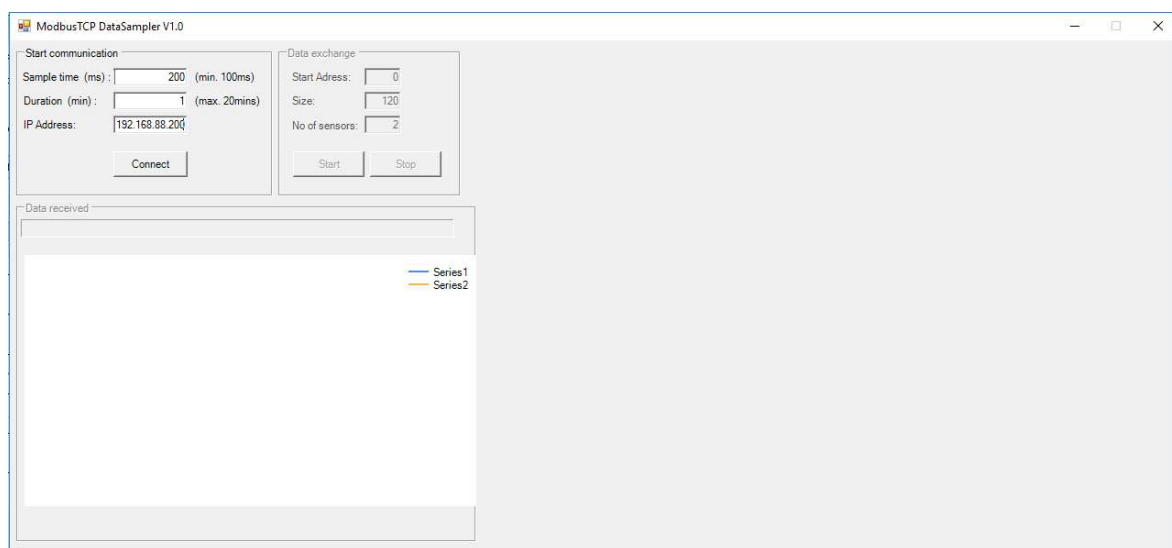 ModbusTCP DataSampler V1.0
Start communication
Sample time (ms) : 200 (min. 100ms)
Duration (min) : 1 (max. 20mins)
IP Address: 192.168.88.200
Connect
Data exchange
Start Adress: 0
Size: 120
No of sensors: 2
Start Stop
Data received
Series1
Series2